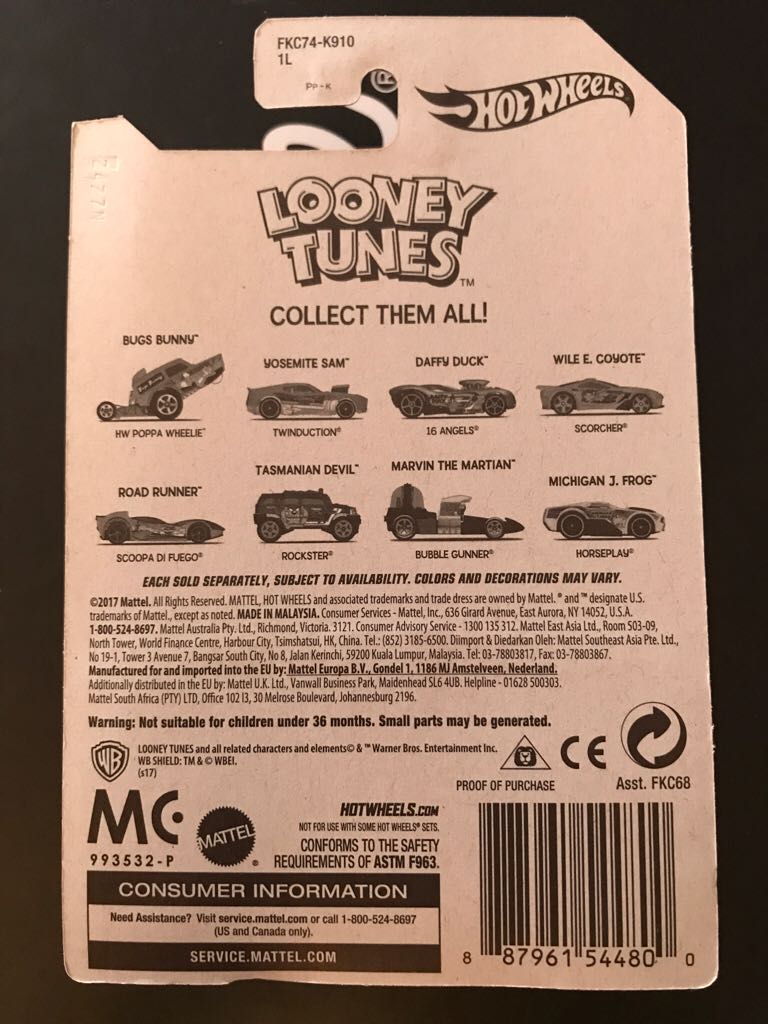 FKC74-K910
1L
PP-K
®
HOT WHEELS®
LOONEY
TUNES™
COLLECT THEM ALL!
BUGS BUNNY™
YOSEMITE SAM™
DAFFY DUCK™
WILE E. COYOTE™
HW POPPA WHEELIE™
TWINDUCTION®
16 ANGELS®
SCORCHER®
ROAD RUNNER™
TASMANIAN DEVIL™
MARVIN THE MARTIAN™
MICHIGAN J. FROG™
SCOOPA DI FUEGO®
ROCKSTER®
BUBBLE GUNNER®
HORSEPLAY®
EACH SOLD SEPARATELY, SUBJECT TO AVAILABILITY. COLORS AND DECORATIONS MAY VARY.
©2017 Mattel. All Rights Reserved. MATTEL, HOT WHEELS and associated trademarks and trade dress are owned by Mattel. ® and ™ designate U.S.
trademarks of Mattel, except as noted. MADE IN MALAYSIA. Consumer Services - Mattel, Inc., 636 Girard Avenue, East Aurora, NY 14052, U.S.A.
1-800-524-8697. Mattel Australia Pty. Ltd., Richmond, Victoria. 3121. Consumer Advisory Service - 1300 135 312. Mattel East Asia Ltd., Room 503-09,
North Tower, World Finance Centre, Harbour City, Tsimshatsui, HK, China. Tel.: (852) 3185-6500. Diimport & Diedarkan Oleh: Mattel Southeast Asia Pte. Ltd.,
No 19-1, Tower 3 Avenue 7, Bangsar South City, No 8, Jalan Kerinchi, 59200 Kuala Lumpur, Malaysia. Tel: 03-78803817, Fax: 03-78803867.
Manufactured for and imported into the EU by: Mattel Europa B.V., Gondel 1, 1186 MJ Amstelveen, Nederland.
Additionally distributed in the EU by: Mattel U.K. Ltd., Vanwall Business Park, Maidenhead SL6 4UB. Helpline - 01628 500303.
Mattel South Africa (PTY) LTD, Office 102 I3, 30 Melrose Boulevard, Johannesburg 2196.
Warning: Not suitable for children under 36 months. Small parts may be generated.
WB
LOONEY TUNES and all related characters and elements© & ™ Warner Bros. Entertainment Inc.
WB SHIELD: TM & © WBEI.
(s17)
CE
PROOF OF PURCHASE
Asst. FKC68
MC
993532-P
MATTEL®
HOTWHEELS.COM
NOT FOR USE WITH SOME HOT WHEELS® SETS.
CONFORMS TO THE SAFETY
REQUIREMENTS OF ASTM F963.
CONSUMER INFORMATION
Need Assistance? Visit service.mattel.com or call 1-800-524-8697
(US and Canada only).
SERVICE.MATTEL.COM
8 87961 54480 0